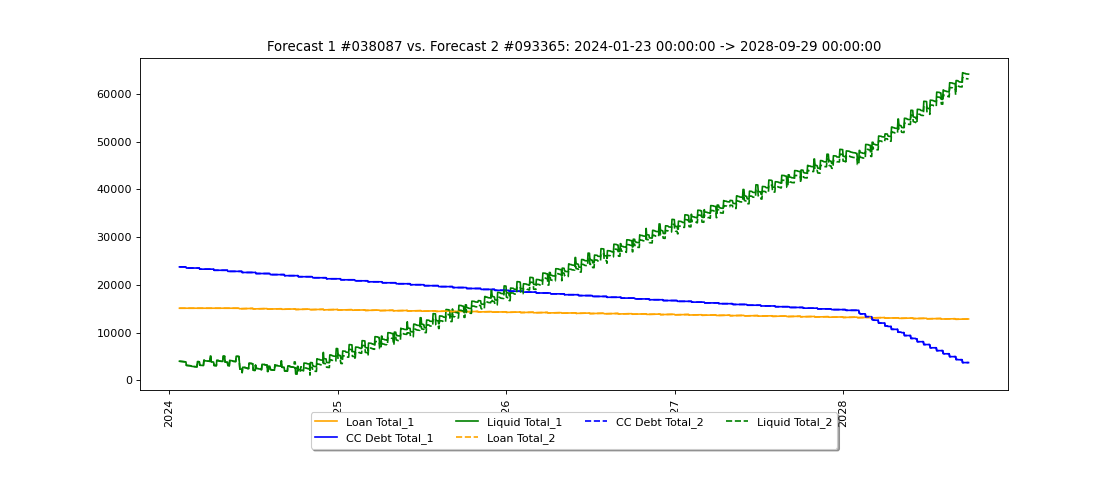 Forecast 1 #038087 vs. Forecast 2 #093365: 2024-01-23 00:00:00 -> 2028-09-29 00:00:00
60000
50000
40000
30000
20000
10000
0
2024
25
26
27
2028
Loan Total_1
CC Debt Total_1
Liquid Total_1
Loan Total_2
CC Debt Total_2
Liquid Total_2